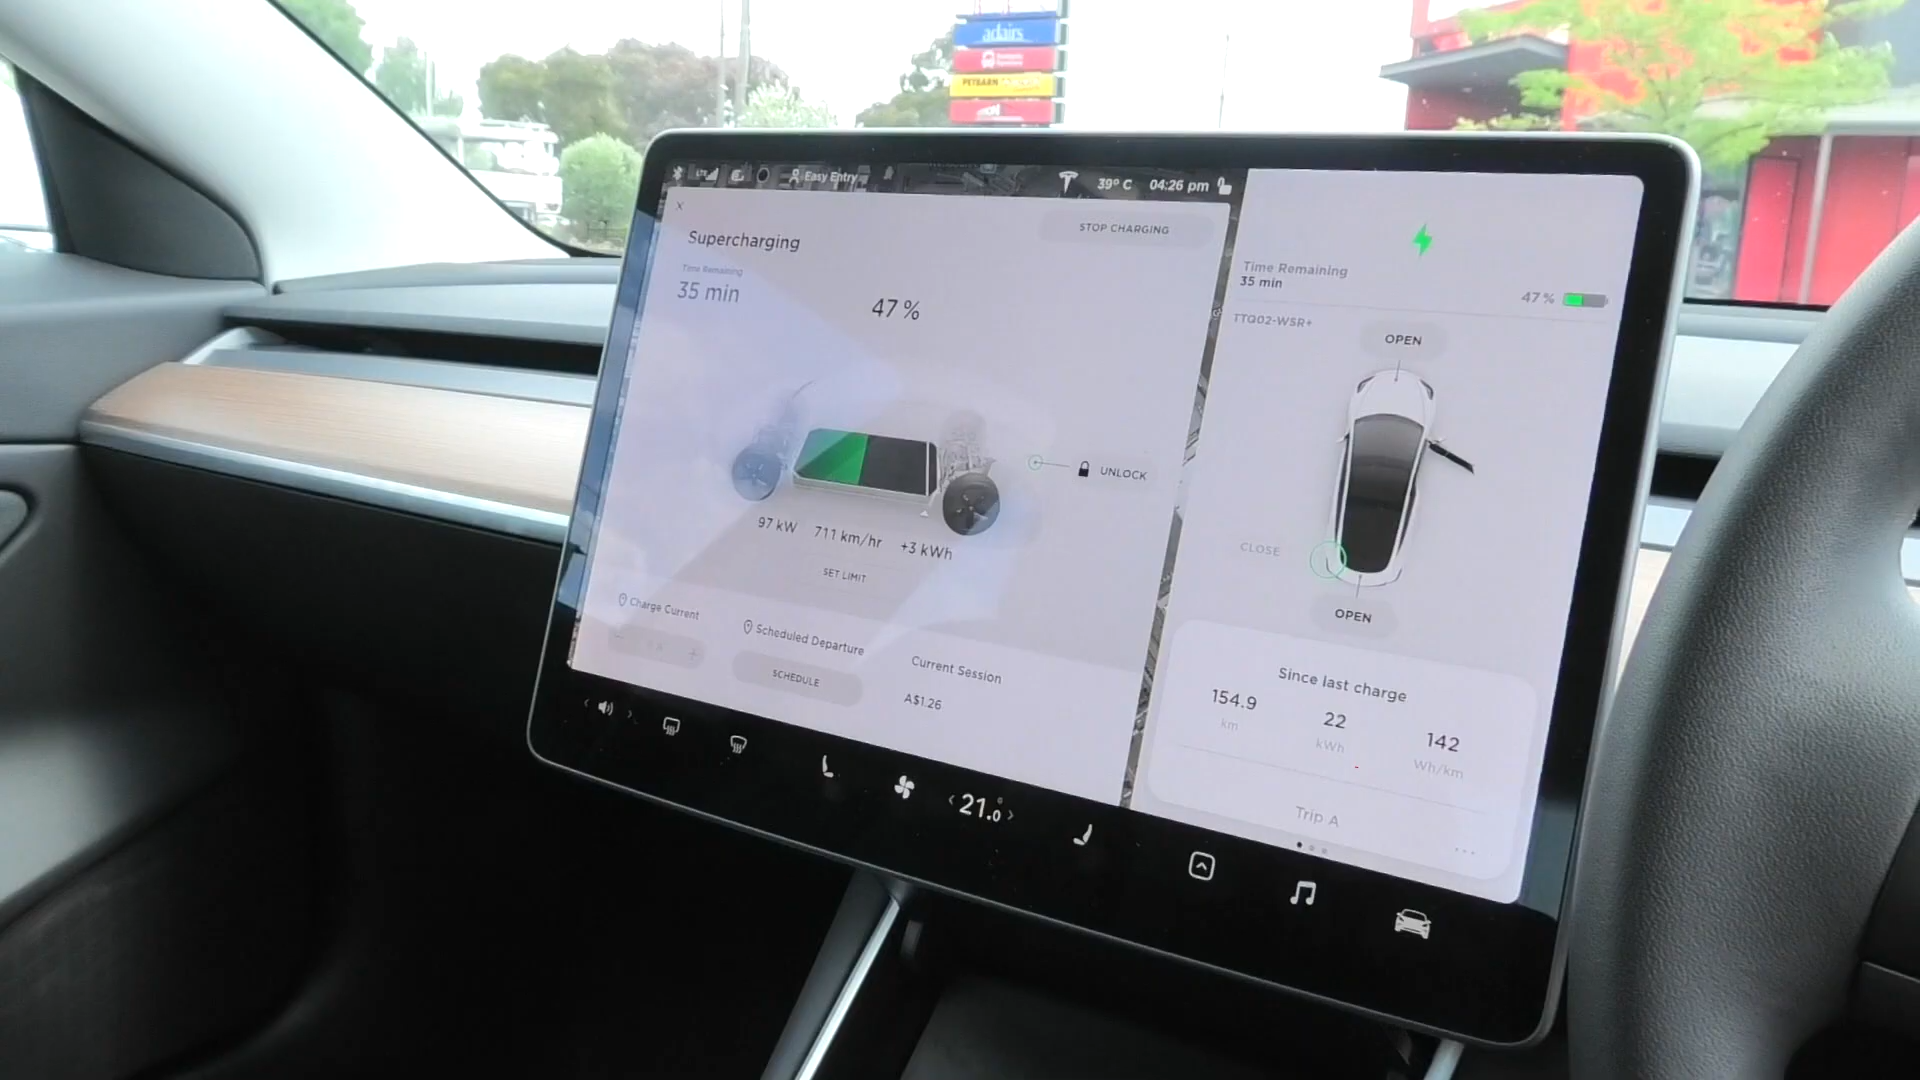 adairs
PETBARN
LTE
Easy Entry
39° C
04:26 pm
×
STOP CHARGING
Supercharging
Time Remaining
35 min
47 %
UNLOCK
97 kW
711 km/hr
+3 kWh
SET LIMIT
Charge Current
Scheduled Departure
SCHEDULE
Current Session
A$1.26
Time Remaining
35 min
47 %
TTQ02-WSR+
OPEN
CLOSE
OPEN
Since last charge
154.9
km
22
kWh
142
Wh/km
Trip A
...
< 21.0° >